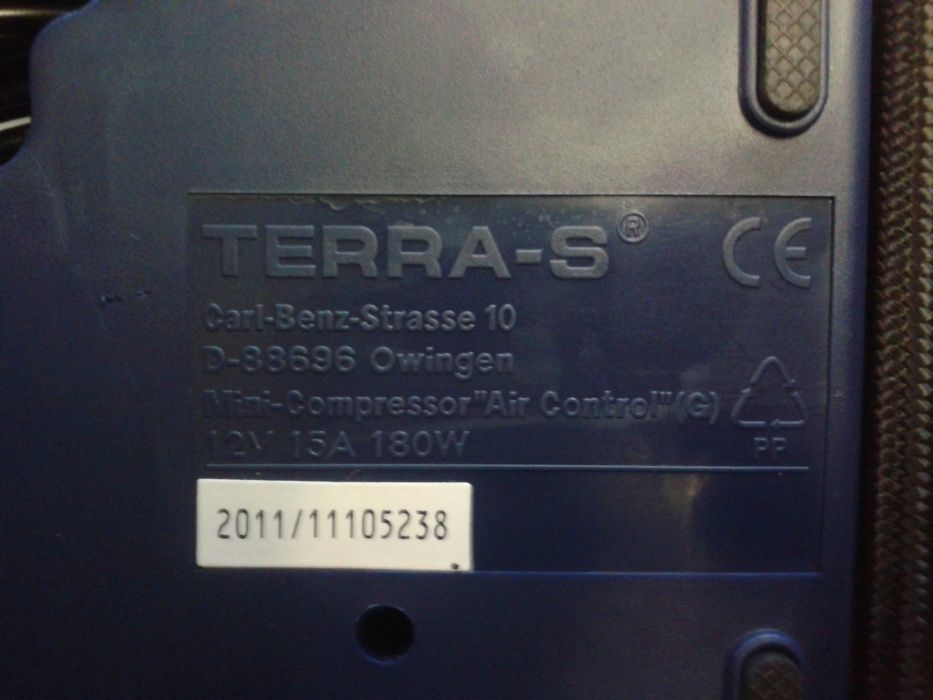 TERRA-S® CE
Carl-Benz-Strasse 10
D-88696 Owingen
Mini-Compressor"Air Control"(G)
12V 15A 180W
PP
2011/11105238